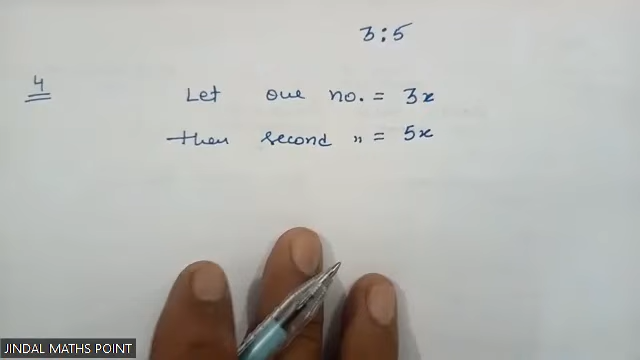 3:5
4
Let one no. = 3x
then second " = 5x
JINDAL MATHS POINT